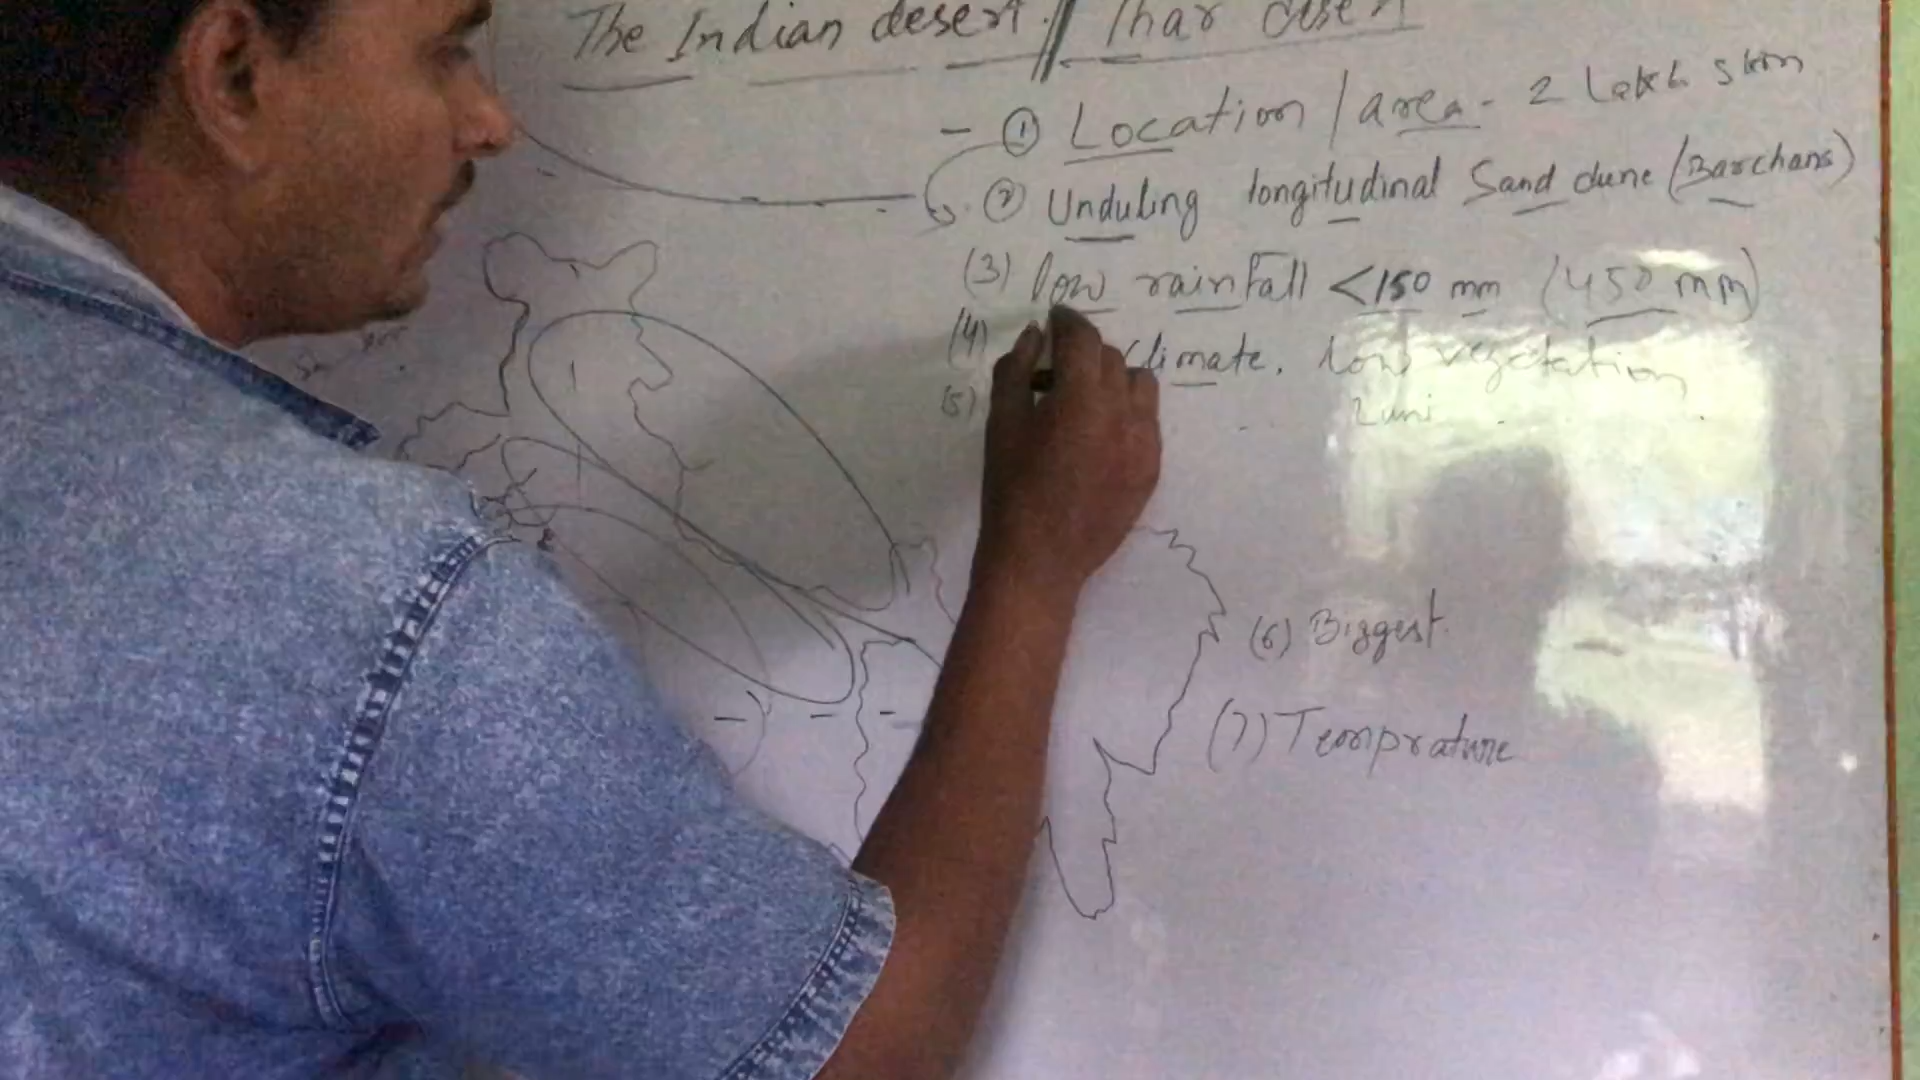 The Indian desert // Thar desert
- ① Location / area - 2 Lakh skm
② Unduling longitudinal Sand dune (Barchans)
(3) low rainfall <150 mm (450 mm)
(4) climate. low vegetation
(5) Luni
(6) Biggest.
(7) Temprature